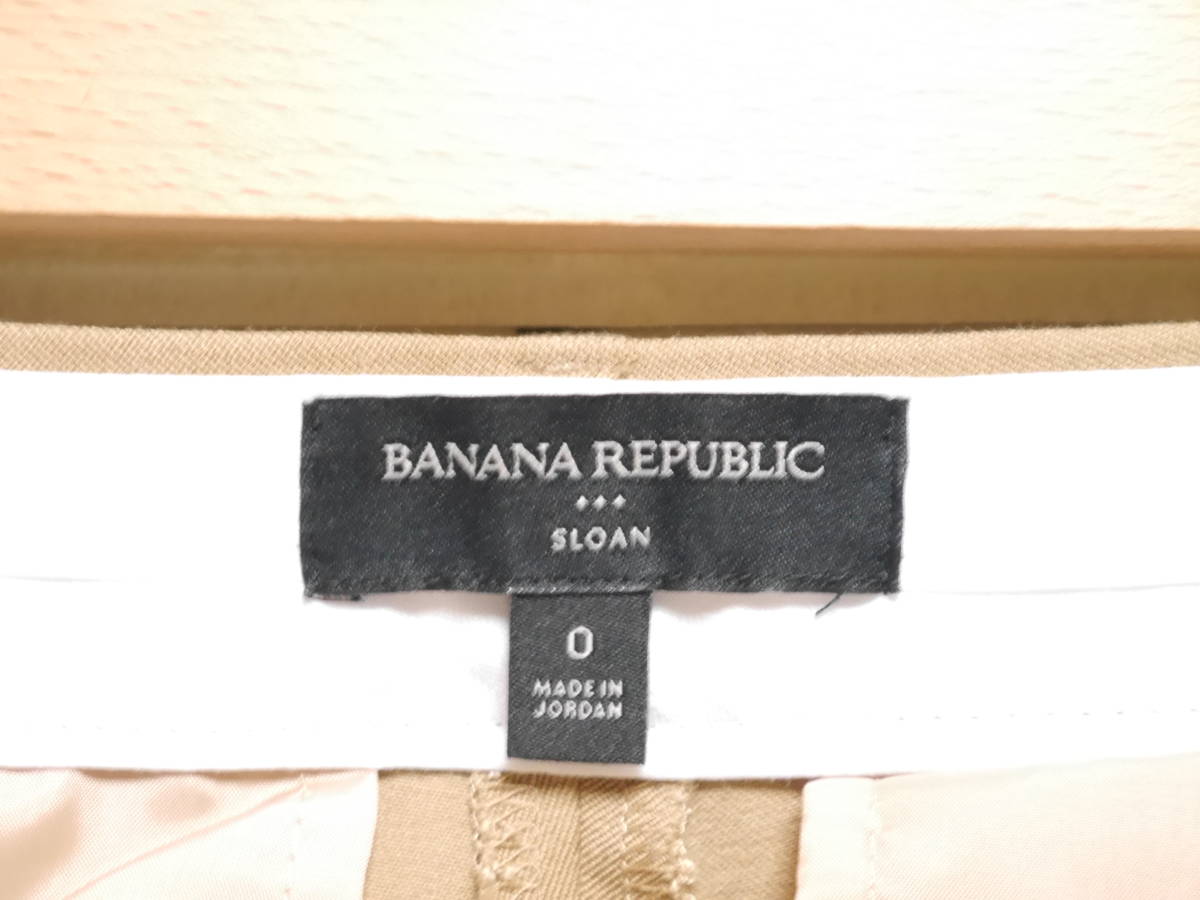 BANANA REPUBLIC
SLOAN
0
MADE IN
JORDAN